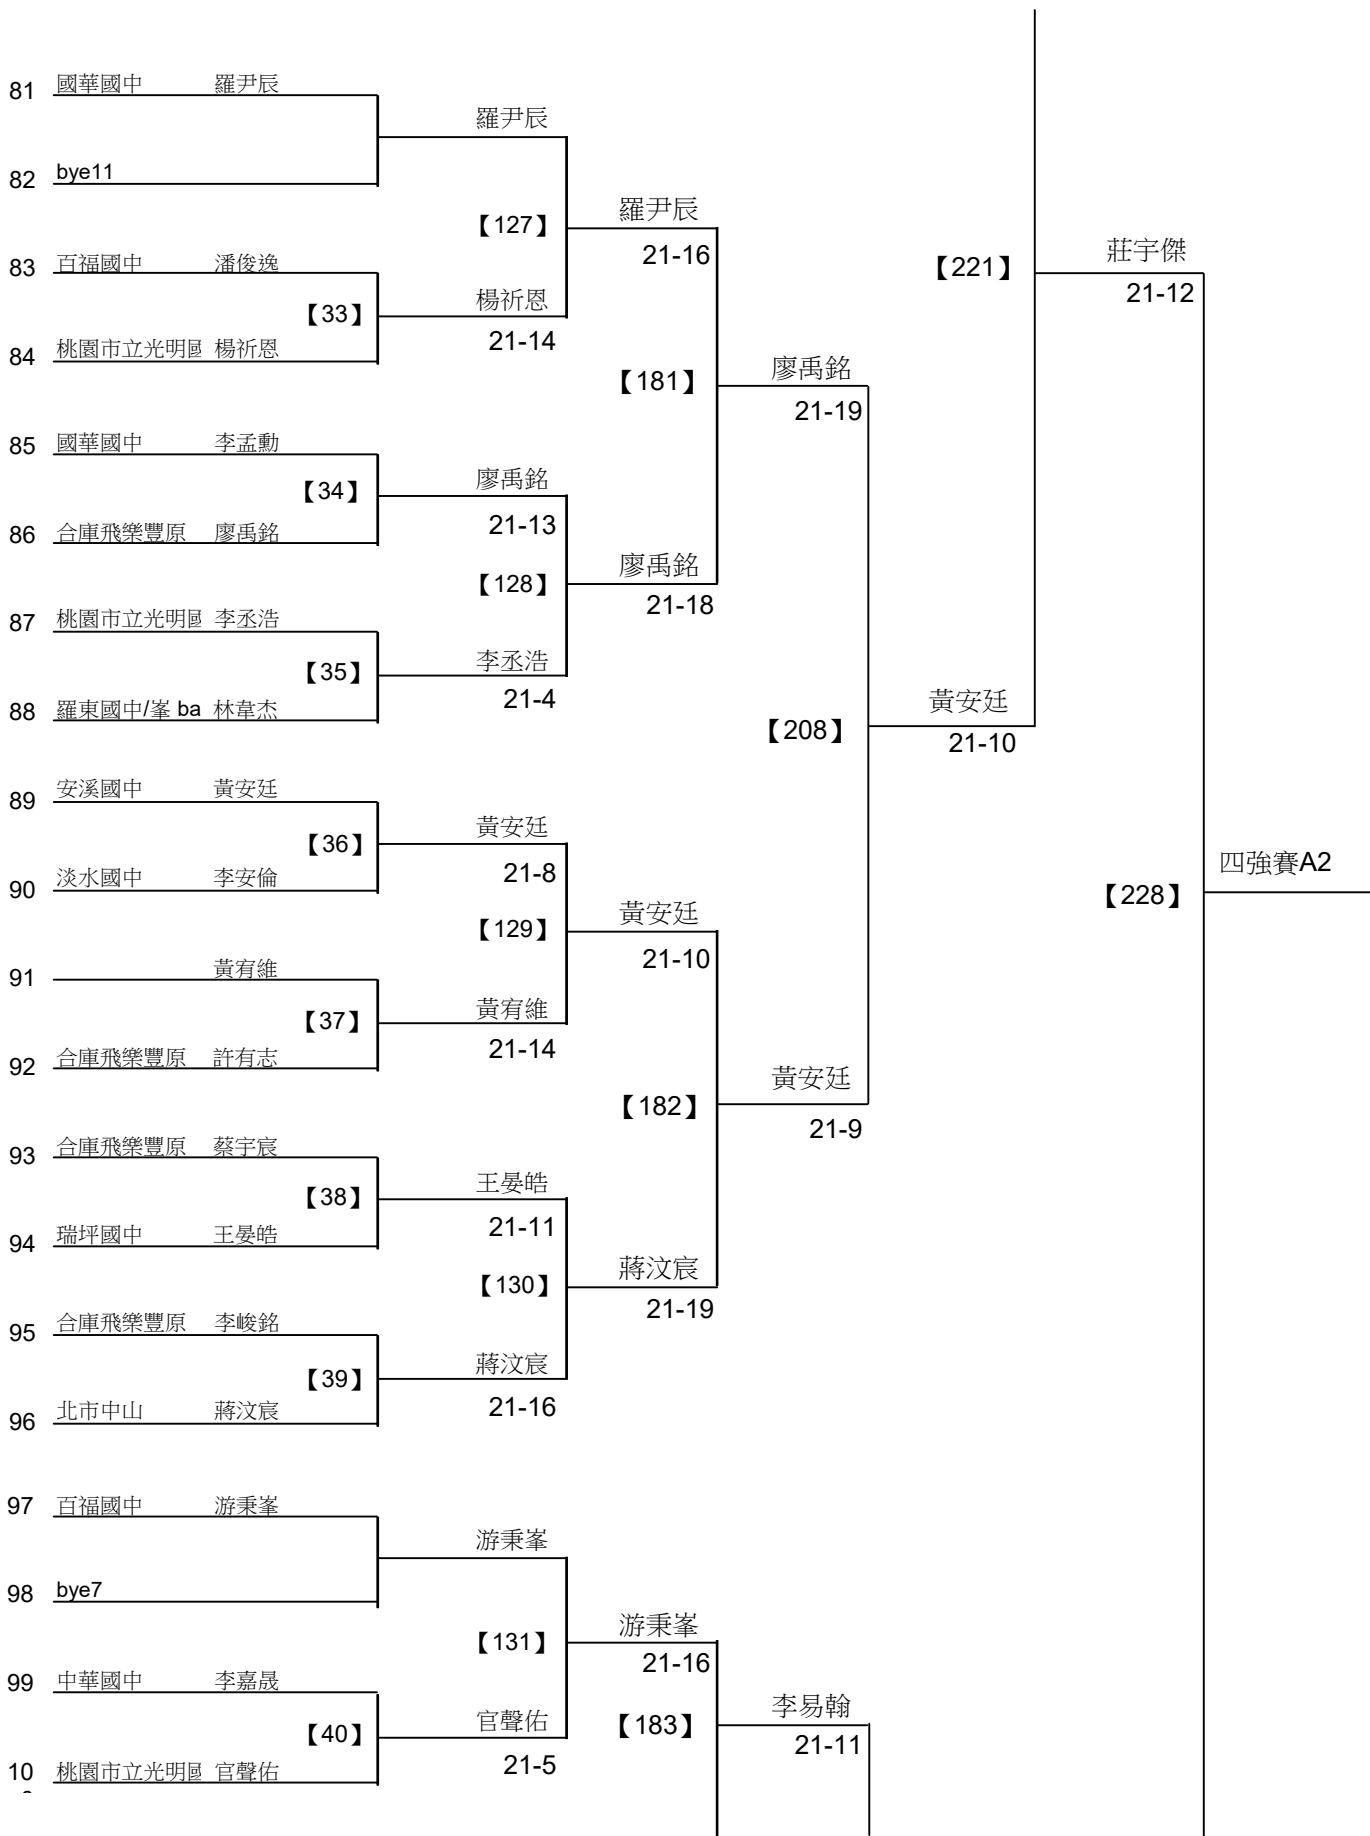 81 國華國中 羅尹辰
羅尹辰
82 bye11
【127】 羅尹辰
21-16
83 百福國中 潘俊逸
【221】 莊宇傑
21-12
【33】 楊祈恩
21-14
84 桃園市立光明國 楊祈恩
【181】 廖禹銘
21-19
85 國華國中 李孟勳
【34】 廖禹銘
21-13
86 合庫飛樂豐原 廖禹銘
【128】 廖禹銘
21-18
87 桃園市立光明國 李丞浩
【35】 李丞浩
21-4
88 羅東國中/峯 ba 林韋杰
【208】 黃安廷
21-10
89 安溪國中 黃安廷
【36】 黃安廷
21-8
90 淡水國中 李安倫
【228】 四強賽A2
【129】 黃安廷
21-10
91 黃宥維
【37】 黃宥維
21-14
92 合庫飛樂豐原 許有志
【182】 黃安廷
21-9
93 合庫飛樂豐原 蔡宇宸
【38】 王晏皓
21-11
94 瑞坪國中 王晏皓
【130】 蔣汶宸
21-19
95 合庫飛樂豐原 李峻銘
【39】 蔣汶宸
21-16
96 北市中山 蔣汶宸
97 百福國中 游秉峯
游秉峯
98 bye7
【131】 游秉峯
21-16
99 中華國中 李嘉晟
【183】 李易翰
21-11
【40】 官聲佑
21-5
10 桃園市立光明國 官聲佑